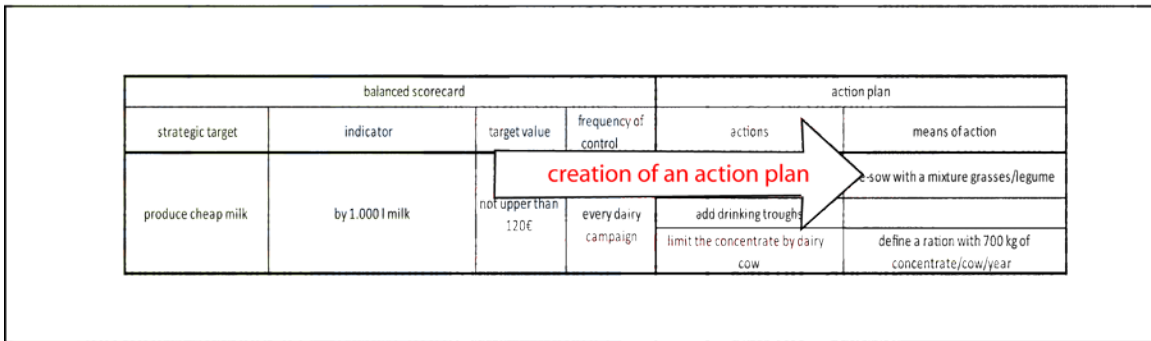 balanced scorecard
action plan
strategic target
indicator
target value
frequency of
control
actions
means of action
creation of an action plan
-sow with a mixture grasses/legume
produce cheap milk
by 1.000 l milk
not upper than
120€
every dairy
campaign
add drinking troughs
limit the concentrate by dairy
cow
define a ration with 700 kg of
concentrate/cow/year